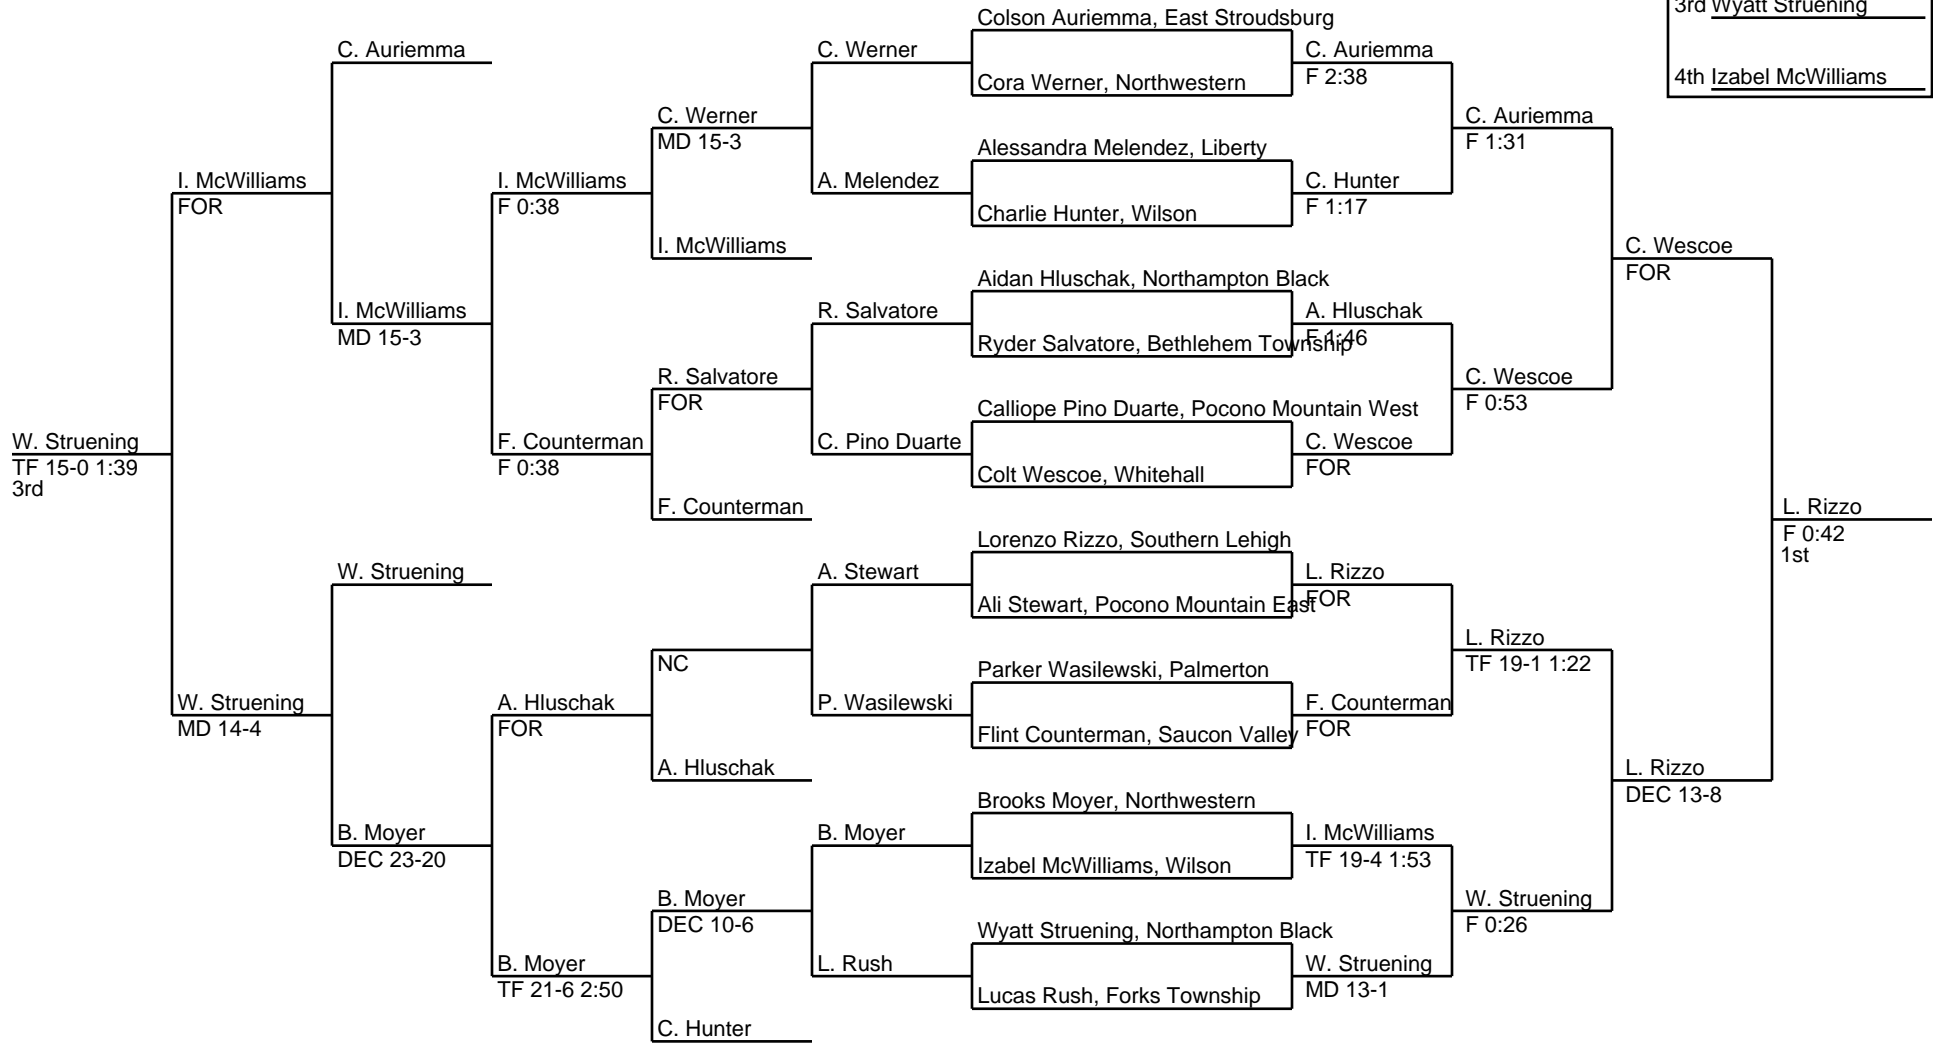 Colson Auriemma, East Stroudsburg
3rd Wyatt Struening
C. Auriemma
C. Werner
C. Auriemma
F 2:38
Cora Werner, Northwestern
4th Izabel McWilliams
C. Werner
MD 15-3
C. Auriemma
F 1:31
Alessandra Melendez, Liberty
I. McWilliams
FOR
I. McWilliams
F 0:38
A. Melendez
C. Hunter
F 1:17
Charlie Hunter, Wilson
I. McWilliams
C. Wescoe
FOR
Aidan Hluschak, Northampton Black
I. McWilliams
MD 15-3
R. Salvatore
A. Hluschak
F 1:46
Ryder Salvatore, Bethlehem Township
R. Salvatore
FOR
C. Wescoe
F 0:53
Calliope Pino Duarte, Pocono Mountain West
W. Struening
TF 15-0 1:39
3rd
F. Counterman
F 0:38
C. Pino Duarte
C. Wescoe
FOR
Colt Wescoe, Whitehall
F. Counterman
L. Rizzo
F 0:42
1st
Lorenzo Rizzo, Southern Lehigh
W. Struening
A. Stewart
L. Rizzo
FOR
Ali Stewart, Pocono Mountain East
NC
L. Rizzo
TF 19-1 1:22
Parker Wasilewski, Palmerton
W. Struening
MD 14-4
A. Hluschak
FOR
P. Wasilewski
F. Counterman
FOR
Flint Counterman, Saucon Valley
A. Hluschak
L. Rizzo
DEC 13-8
Brooks Moyer, Northwestern
B. Moyer
DEC 23-20
B. Moyer
I. McWilliams
TF 19-4 1:53
Izabel McWilliams, Wilson
B. Moyer
DEC 10-6
W. Struening
F 0:26
Wyatt Struening, Northampton Black
B. Moyer
TF 21-6 2:50
L. Rush
W. Struening
MD 13-1
Lucas Rush, Forks Township
C. Hunter